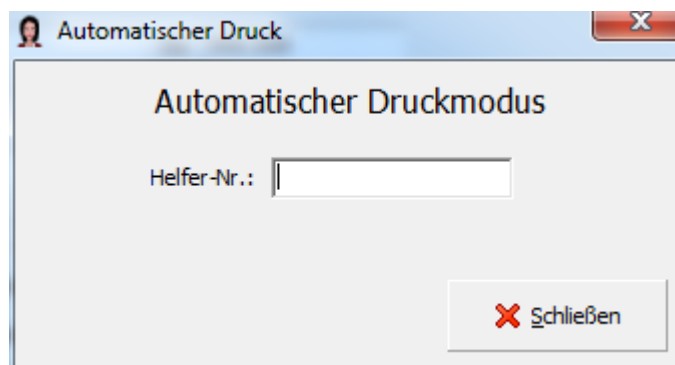 Automatischer Druck
Automatischer Druckmodus
Helfer-Nr.:
Schließen